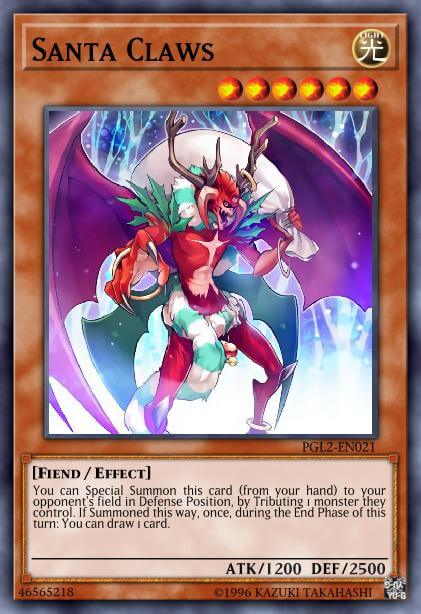 Santa Claws
LIGHT
光
PGL2-EN021
[Fiend / Effect]
You can Special Summon this card (from your hand) to your
opponent's field in Defense Position, by Tributing 1 monster they
control. If Summoned this way, once, during the End Phase of this
turn: You can draw 1 card.
ATK/1200 DEF/2500
46565218
©1996 KAZUKI TAKAHASHI